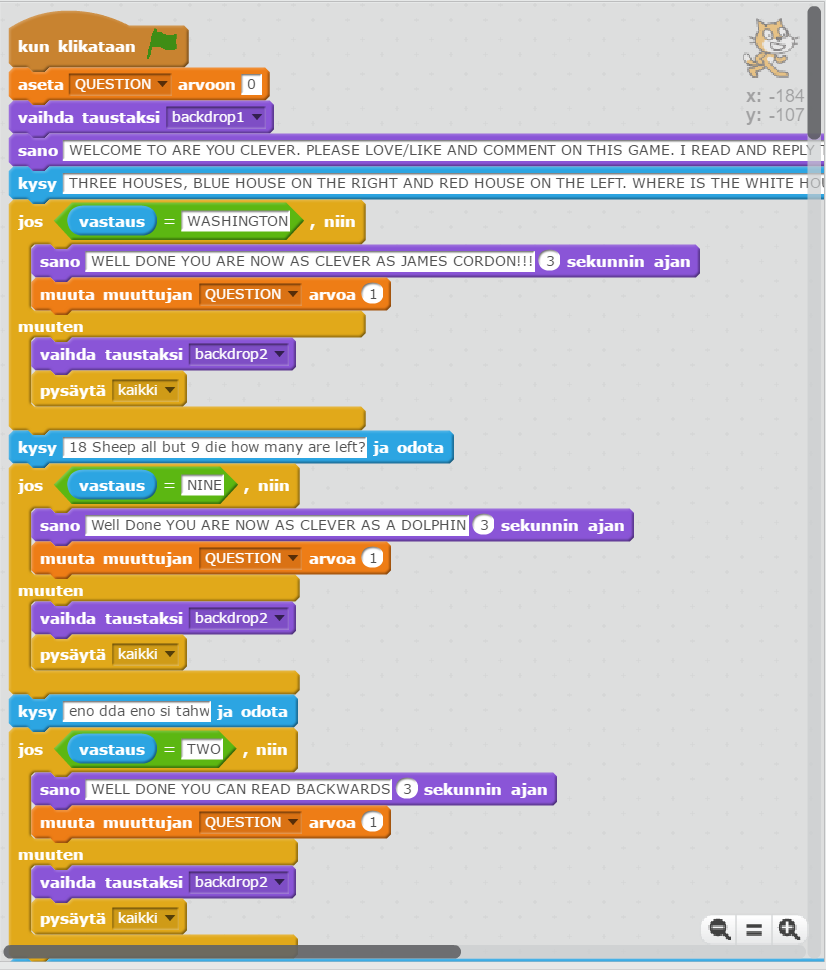 kun klikataan
aseta QUESTION arvoon 0
vaihda taustaksi backdrop1
x: -184
y: -107
sano WELCOME TO ARE YOU CLEVER. PLEASE LOVE/LIKE AND COMMENT ON THIS GAME. I READ AND REPLY
kysy THREE HOUSES, BLUE HOUSE ON THE RIGHT AND RED HOUSE ON THE LEFT. WHERE IS THE WHITE
jos vastaus = WASHINGTON , niin
sano WELL DONE YOU ARE NOW AS CLEVER AS JAMES CORDON!!! 3 sekunnin ajan
muuta muuttujan QUESTION arvoa 1
muuten
vaihda taustaksi backdrop2
pysäytä kaikki
kysy 18 Sheep all but 9 die how many are left? ja odota
jos vastaus = NINE , niin
sano Well Done YOU ARE NOW AS CLEVER AS A DOLPHIN 3 sekunnin ajan
muuta muuttujan QUESTION arvoa 1
muuten
vaihda taustaksi backdrop2
pysäytä kaikki
kysy eno dda eno si tahw ja odota
jos vastaus = TWO , niin
sano WELL DONE YOU CAN READ BACKWARDS 3 sekunnin ajan
muuta muuttujan QUESTION arvoa 1
muuten
vaihda taustaksi backdrop2
pysäytä kaikki